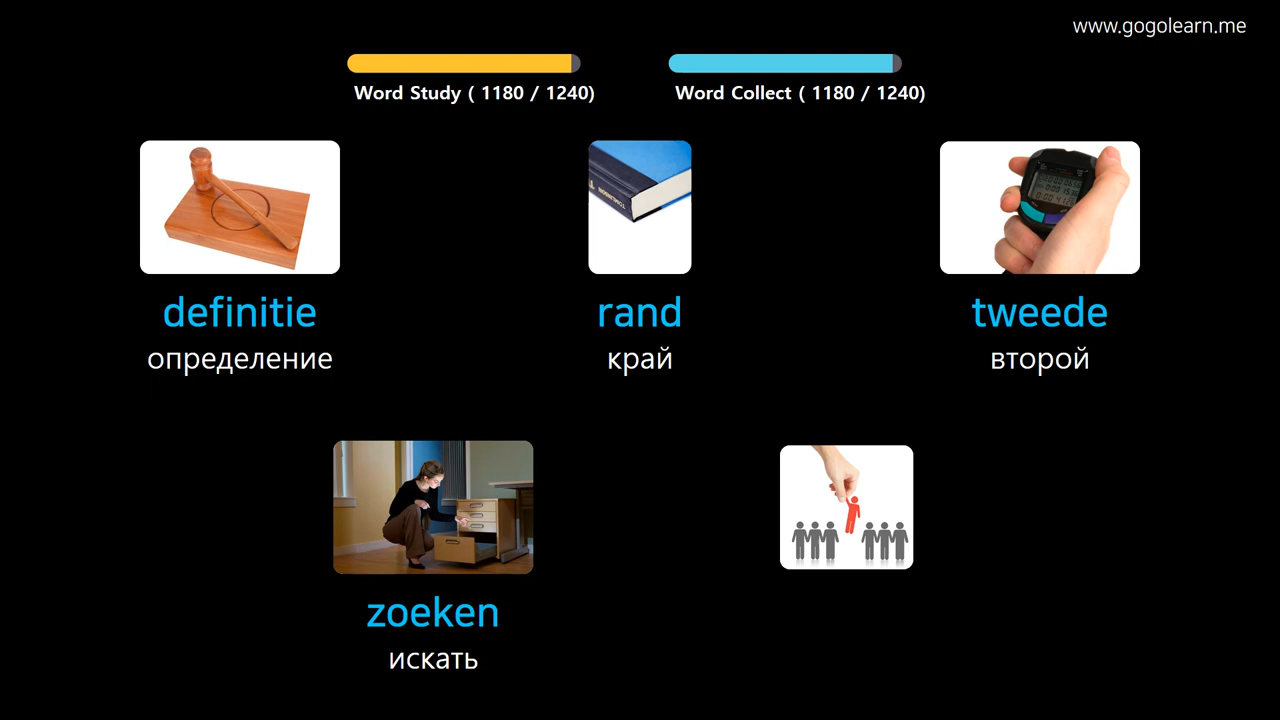 www.gogolearn.me
Word Study ( 1180 / 1240)
Word Collect ( 1180 / 1240)
definitie
определение
rand
край
tweede
второй
zoeken
искать